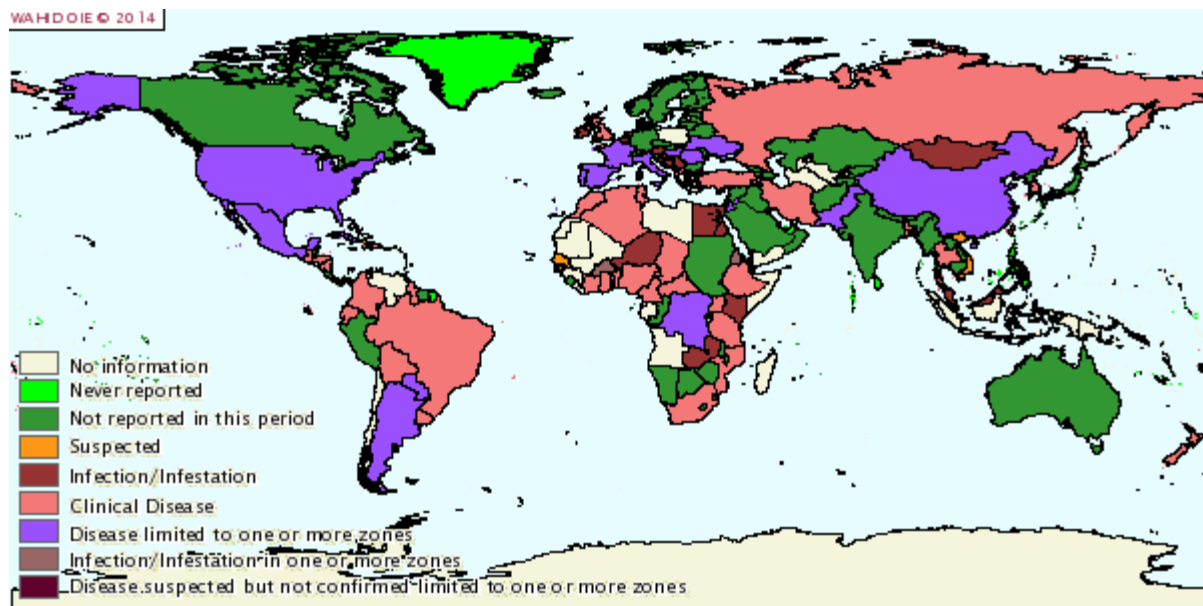 WAHIDOIE © 2014
No information
Never reported
Not reported in this period
Suspected
Infection/Infestation
Clinical Disease
Disease limited to one or more zones
Infection/Infestation in one or more zones
Disease.suspected but not confirmed limited to one or more zones